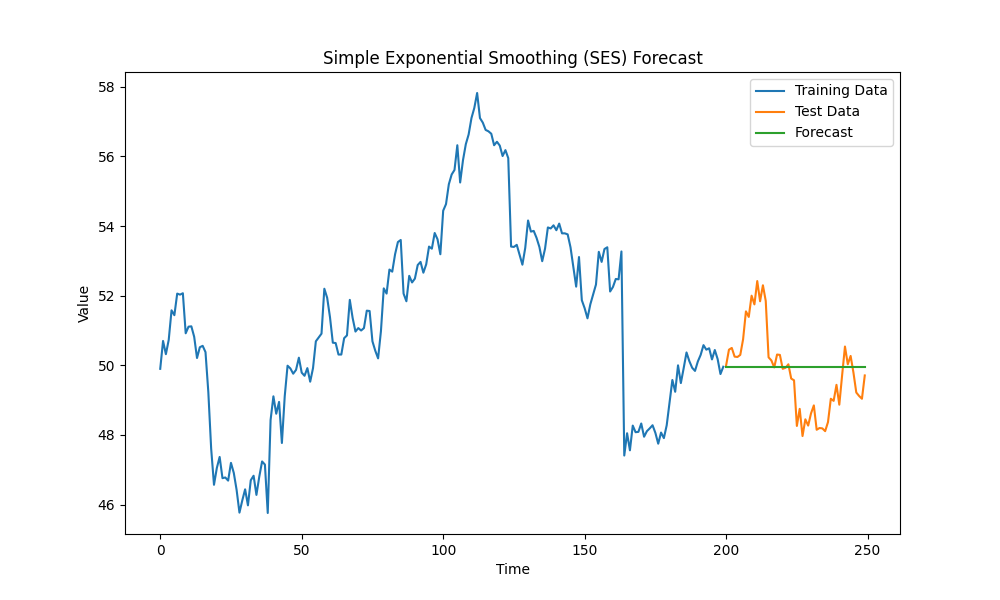 Simple Exponential Smoothing (SES) Forecast
58
56
54
52
50
48
46
Value
Training Data
Test Data
Forecast
0 50 100 150 200 250
Time